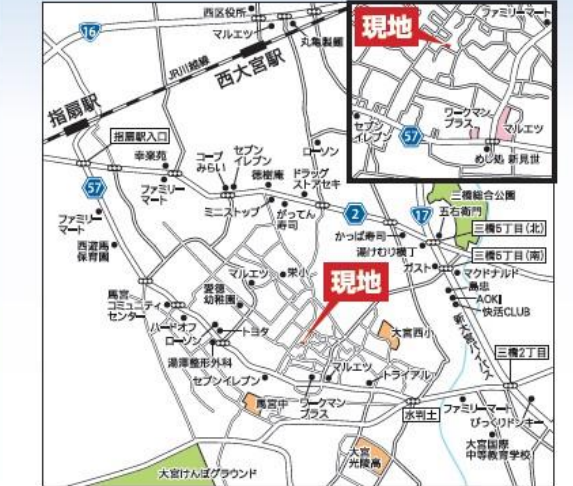 西区役所
マルエツ
丸亀製麺
16
JR川越線
西大宮駅
指扇駅
指扇駅入口
幸楽苑
コープ
みらい
セブン
イレブン
ローソン
徳樹庵
ドラッグ
ストアセキ
57
ファミリー
マート
ミニストップ
がってん
寿司
2
17
ファミリー
マート
西遊馬
保育園
かっぱ寿司
湯けむり横丁
ガスト
三橋総合公園
五右衛門
三橋5丁目(北)
三橋5丁目(南)
マクドナルド
島忠
AOKI
快活CLUB
新大宮バイパス
マルエツ
栄小
愛徳
幼稚園
現地
馬宮
コミュニティ
センター
ハードオフ
ローソン
トヨタ
湯澤整形外科
大宮西小
三橋2丁目
セブンイレブン
マルエツ
トライアル
馬宮中
ワークマン
プラス
水判土
ファミリーマート
びっくりドンキー
大宮国際
中等教育学校
大宮
光陵高
大宮けんぽグラウンド
現地
ファミリーマート
セブン
イレブン
57
ワークマン
プラス
マルエツ
めし処 新見世